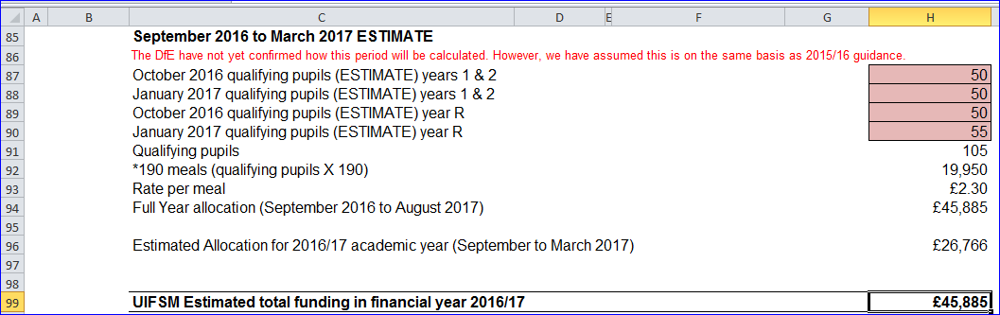 A B C D E F G H
85 September 2016 to March 2017 ESTIMATE
86 The DfE have not yet confirmed how this period will be calculated. However, we have assumed this is on the same basis as 2015/16 guidance.
87 October 2016 qualifying pupils (ESTIMATE) years 1 & 2 50
88 January 2017 qualifying pupils (ESTIMATE) years 1 & 2 50
89 October 2016 qualifying pupils (ESTIMATE) year R 50
90 January 2017 qualifying pupils (ESTIMATE) year R 55
91 Qualifying pupils 105
92 *190 meals (qualifying pupils X 190) 19,950
93 Rate per meal £2.30
94 Full Year allocation (September 2016 to August 2017) £45,885
95
96 Estimated Allocation for 2016/17 academic year (September to March 2017) £26,766
97
98
99 UIFSM Estimated total funding in financial year 2016/17 £45,885